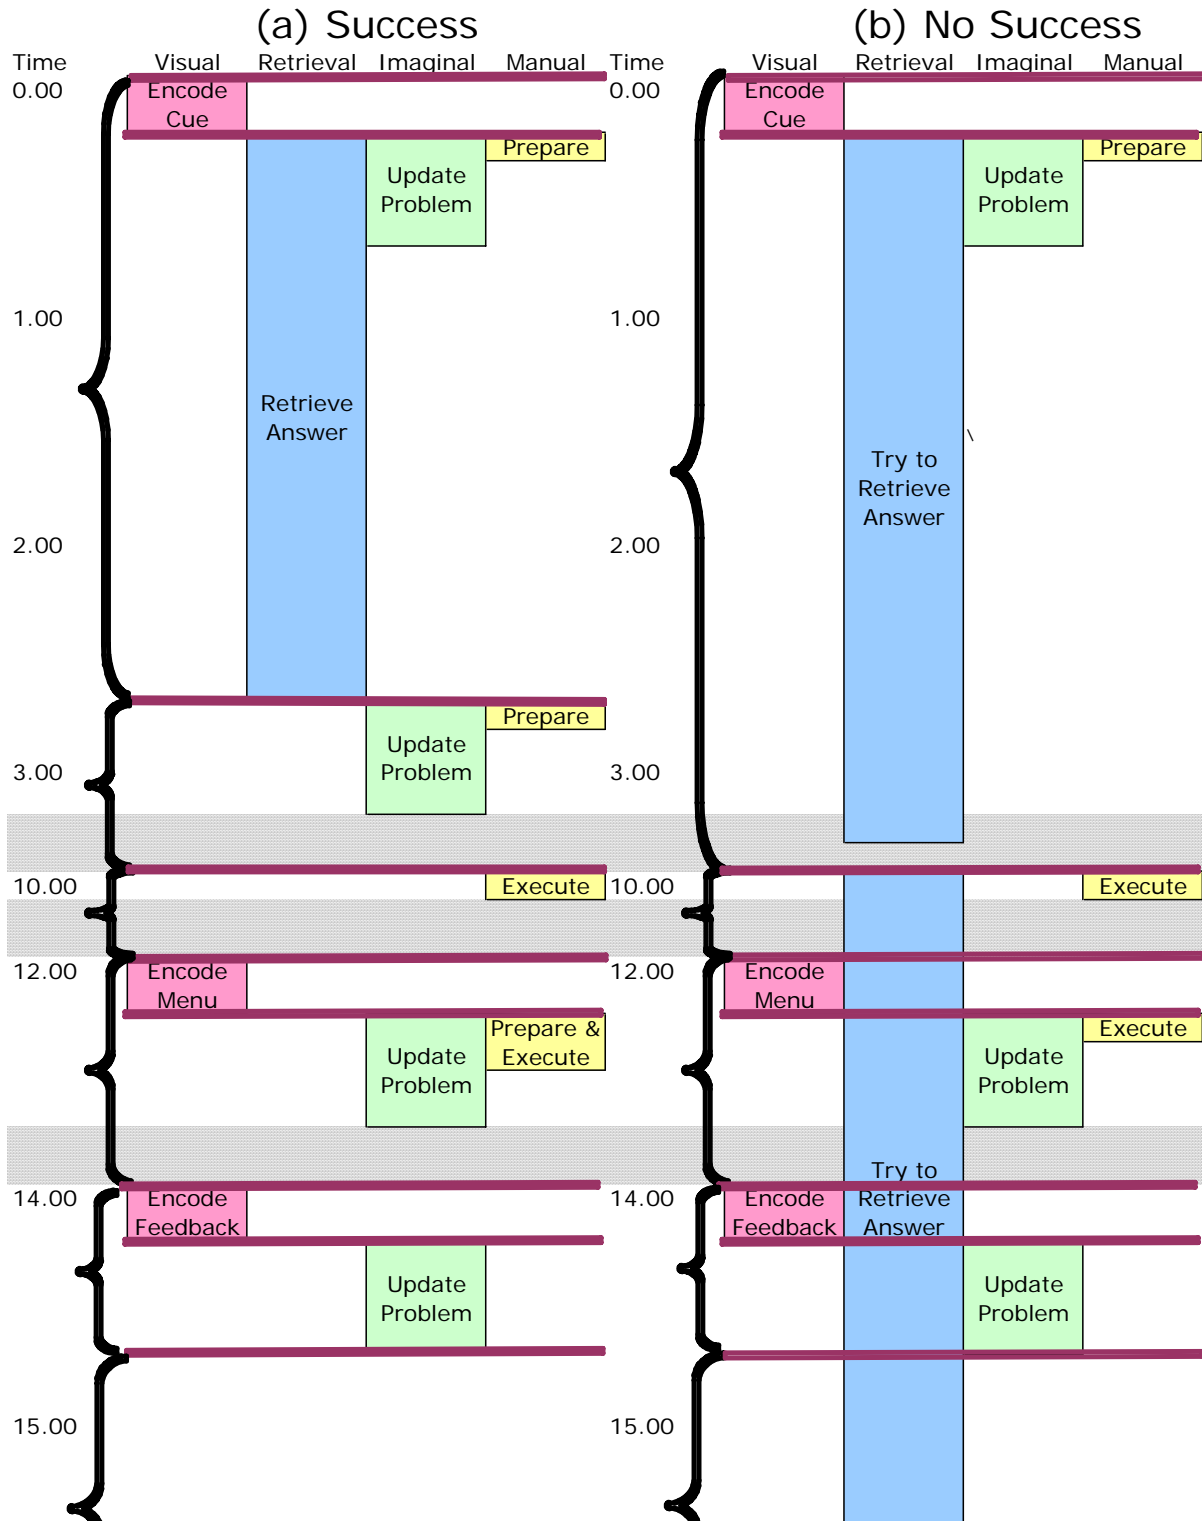 (a) Success
Time Visual Retrieval Imaginal Manual
0.00
Encode
Cue
Prepare
Update
Problem
1.00
Retrieve
Answer
2.00
Prepare
Update
Problem
3.00
10.00
Execute
12.00
Encode
Menu
Prepare &
Execute
Update
Problem
14.00
Encode
Feedback
Update
Problem
15.00
(b) No Success
Time Visual Retrieval Imaginal Manual
0.00
Encode
Cue
Prepare
Update
Problem
1.00
\
Try to
Retrieve
Answer
2.00
3.00
10.00
Execute
12.00
Encode
Menu
Execute
Update
Problem
Try to
Retrieve
Answer
14.00
Encode
Feedback
Update
Problem
15.00